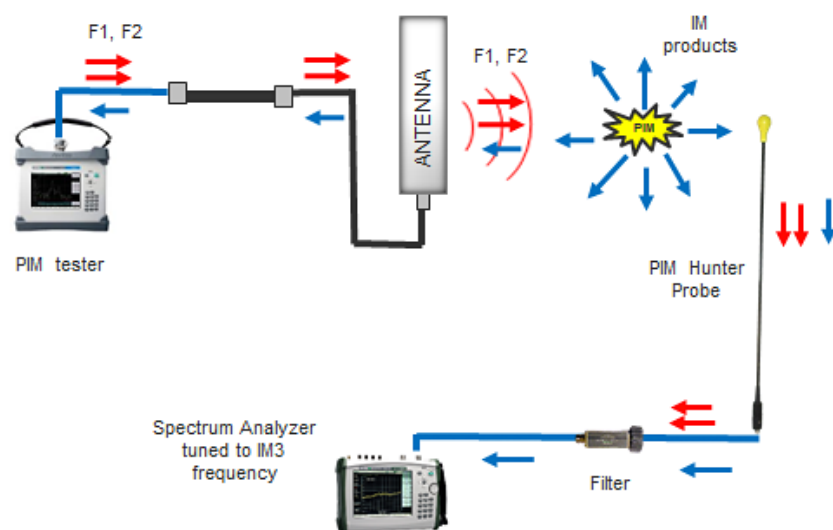 F1, F2
F1, F2
IM
products
ANTENNA
PIM
PIM tester
PIM Hunter
Probe
Spectrum Analyzer
tuned to IM3
frequency
Filter